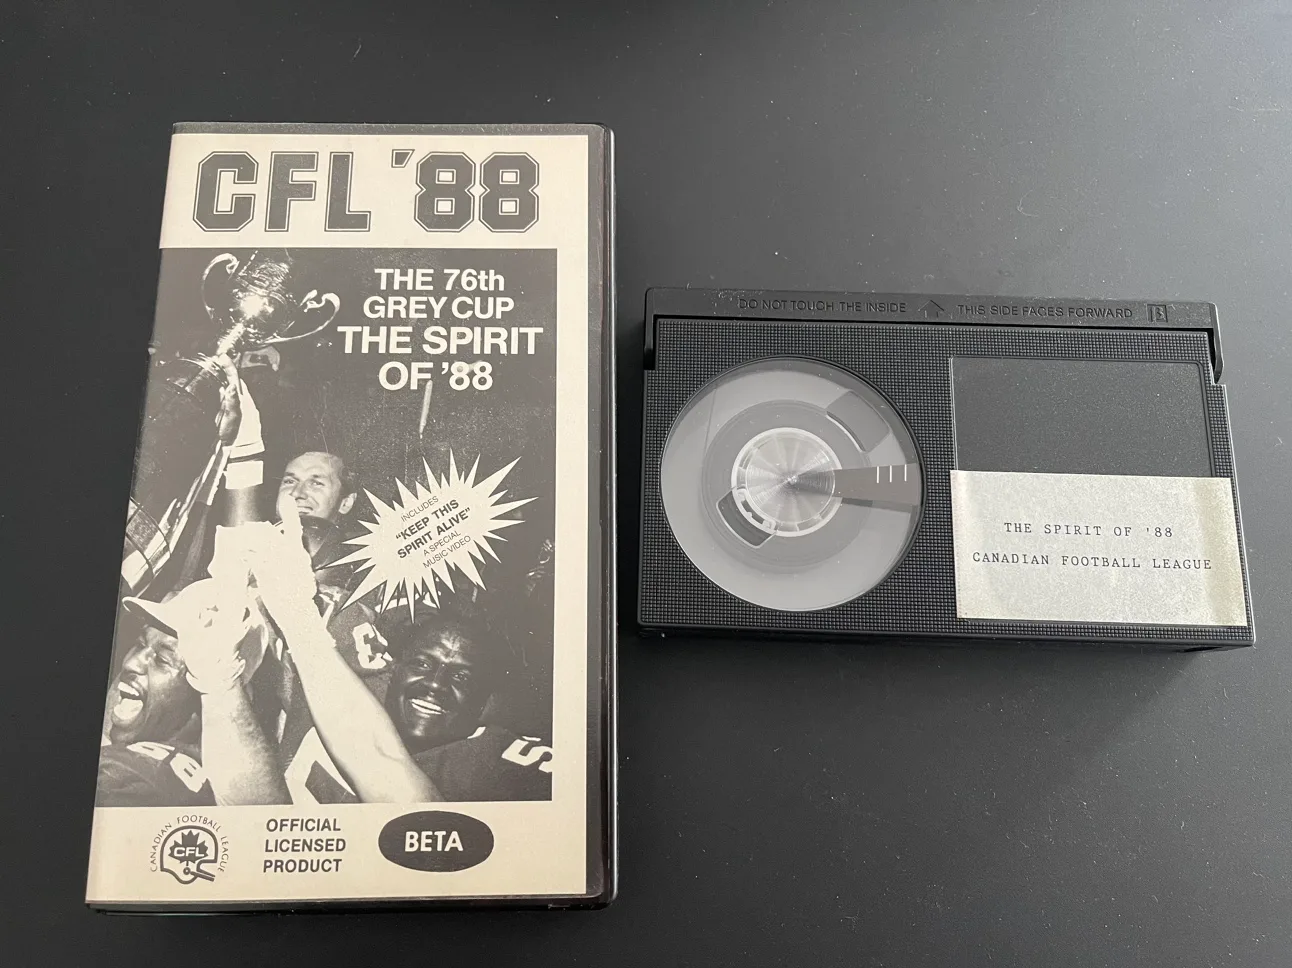 CFL '88
THE 76th
GREY CUP
THE SPIRIT
OF '88
INCLUDES
"KEEP THIS
SPIRIT ALIVE"
A SPECIAL
MUSIC VIDEO
68
5
CANADIAN FOOTBALL LEAGUE
CFL
OFFICIAL
LICENSED
PRODUCT
BETA
DO NOT TOUCH THE INSIDE THIS SIDE FACES FORWARD
THE SPIRIT OF '88
CANADIAN FOOTBALL LEAGUE